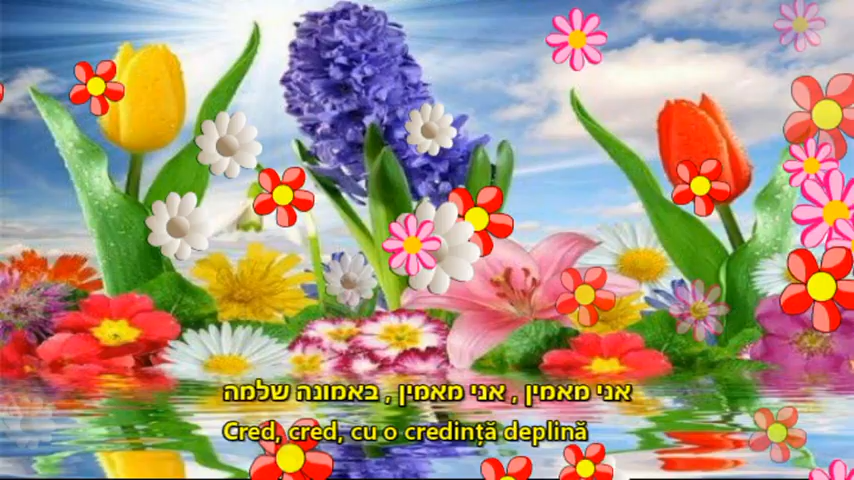 אני מאמין , אני מאמין , באמונה שלמה
Cred, cred, cu o credință deplină